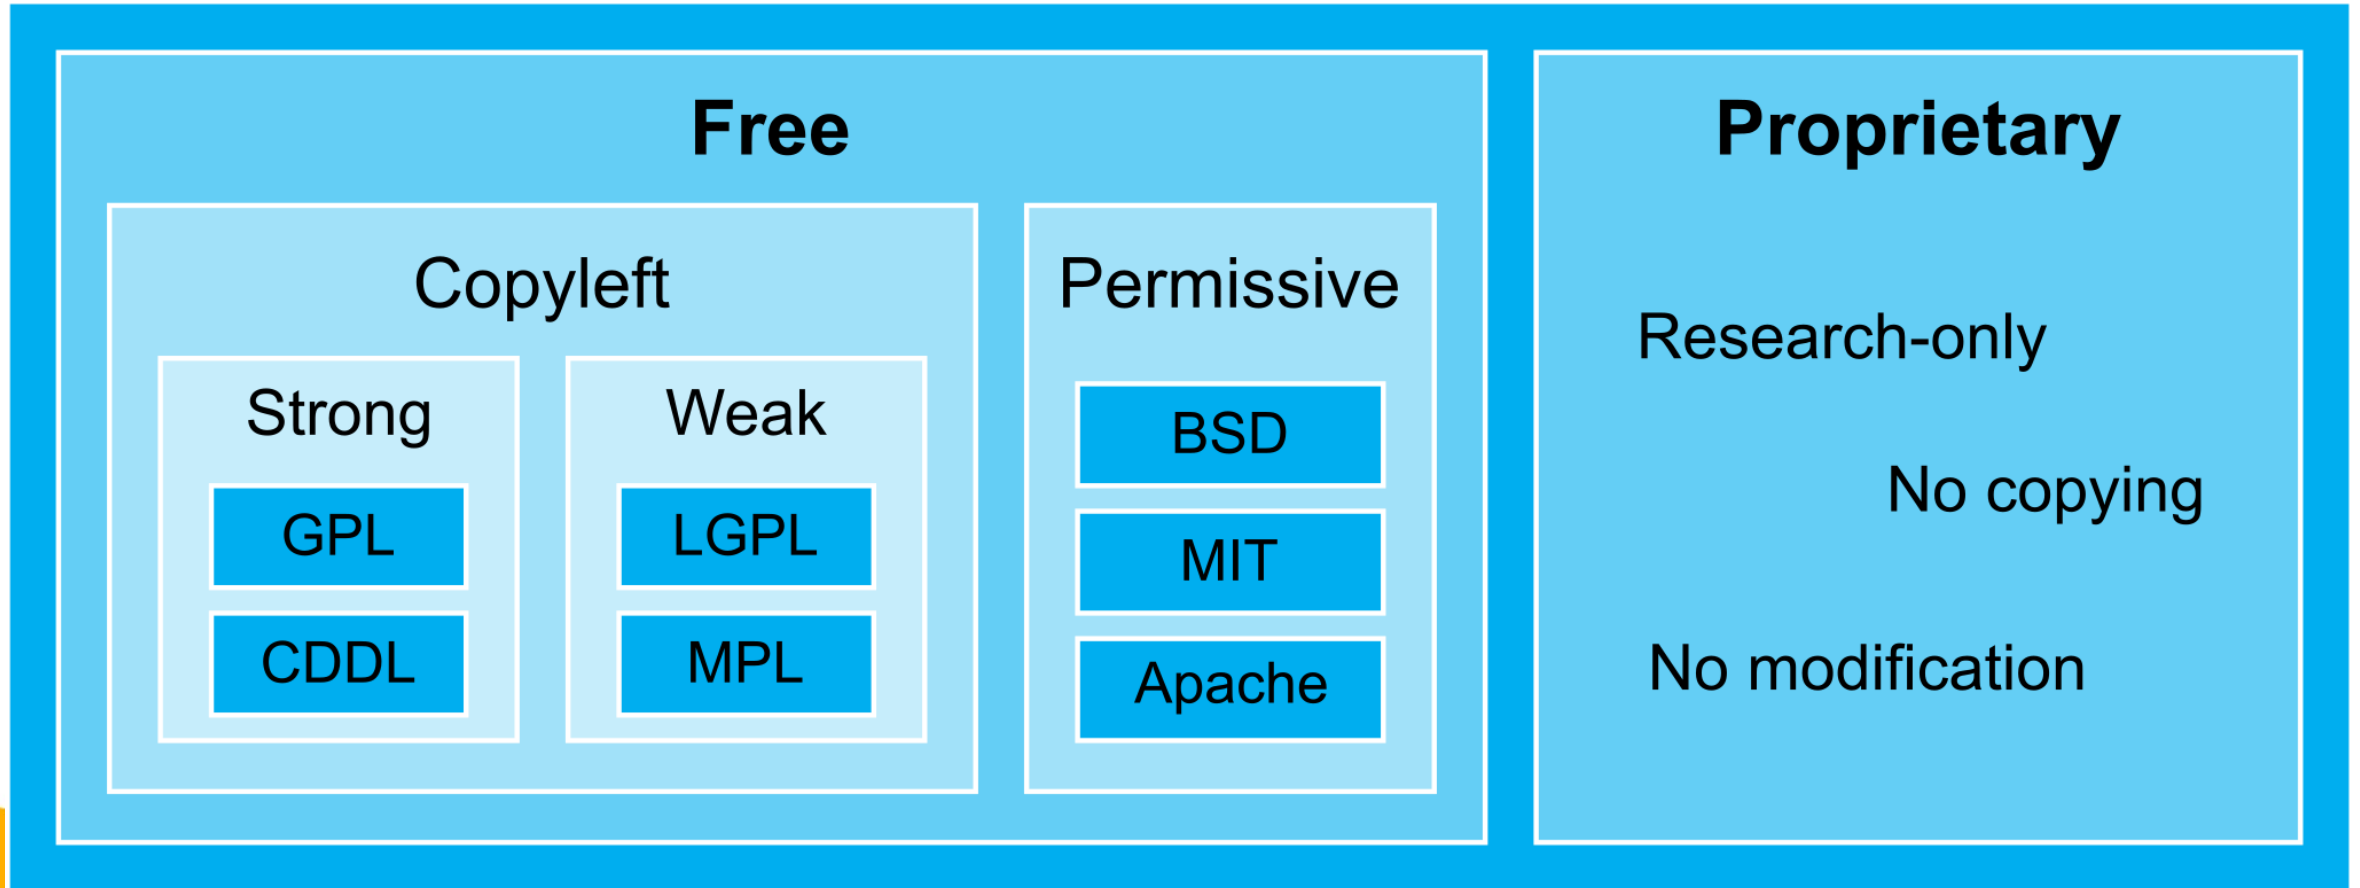 Free
Copyleft
Strong
GPL
CDDL
Weak
LGPL
MPL
Permissive
BSD
MIT
Apache
Proprietary
Research-only
No copying
No modification